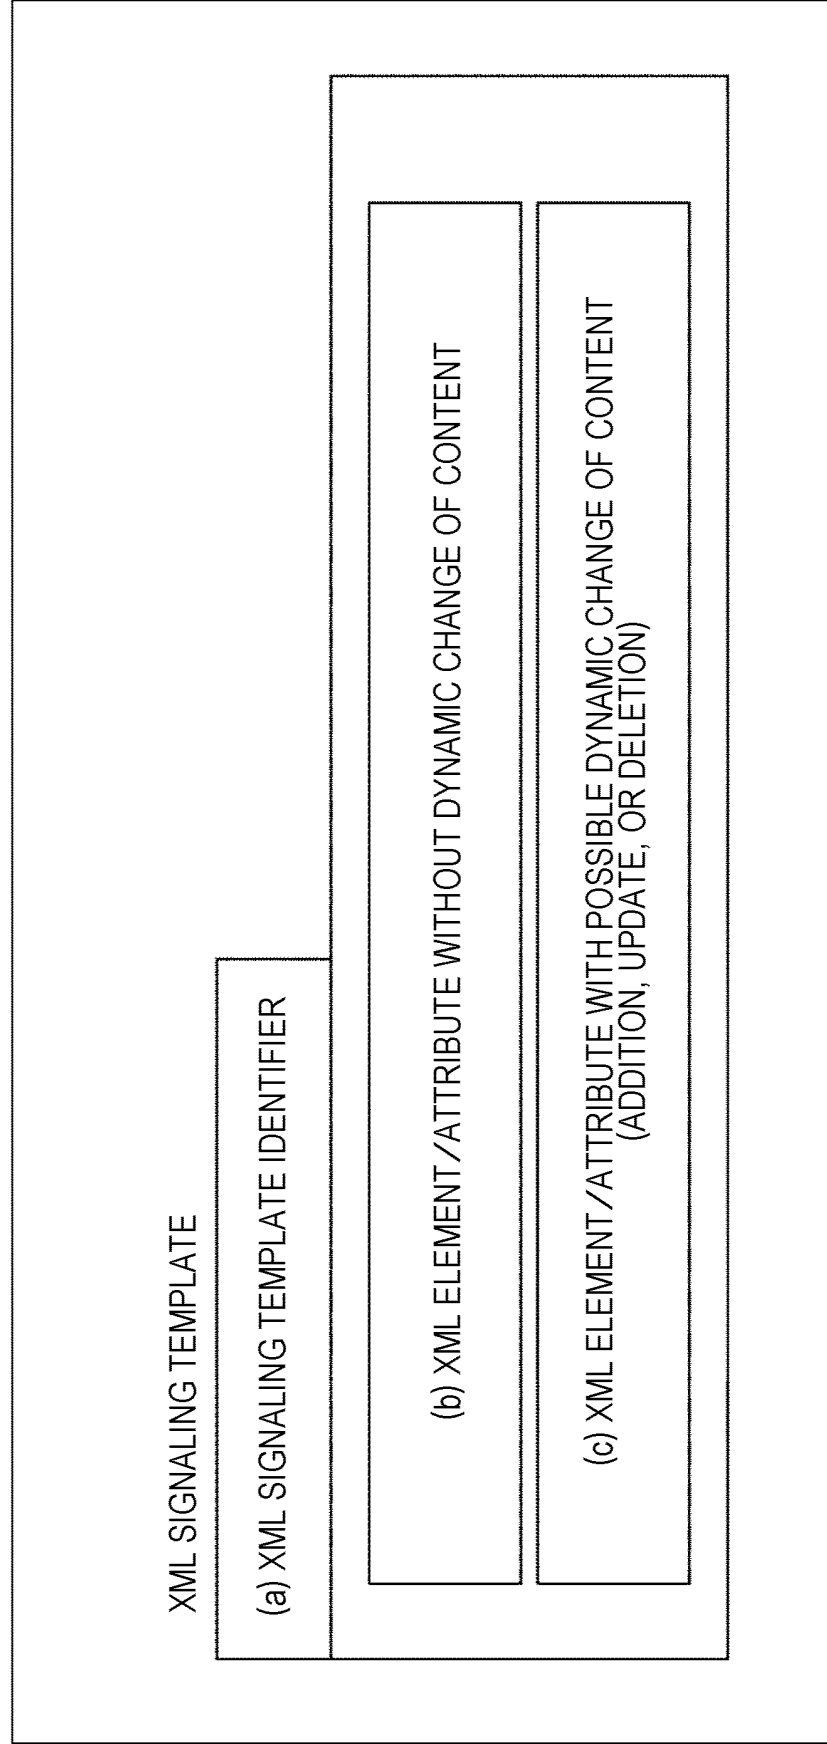 XML SIGNALING TEMPLATE
(a) XML SIGNALING TEMPLATE IDENTIFIER
(b) XML ELEMENT/ATTRIBUTE WITHOUT DYNAMIC CHANGE OF CONTENT
(c) XML ELEMENT/ATTRIBUTE WITH POSSIBLE DYNAMIC CHANGE OF CONTENT
(ADDITION, UPDATE, OR DELETION)